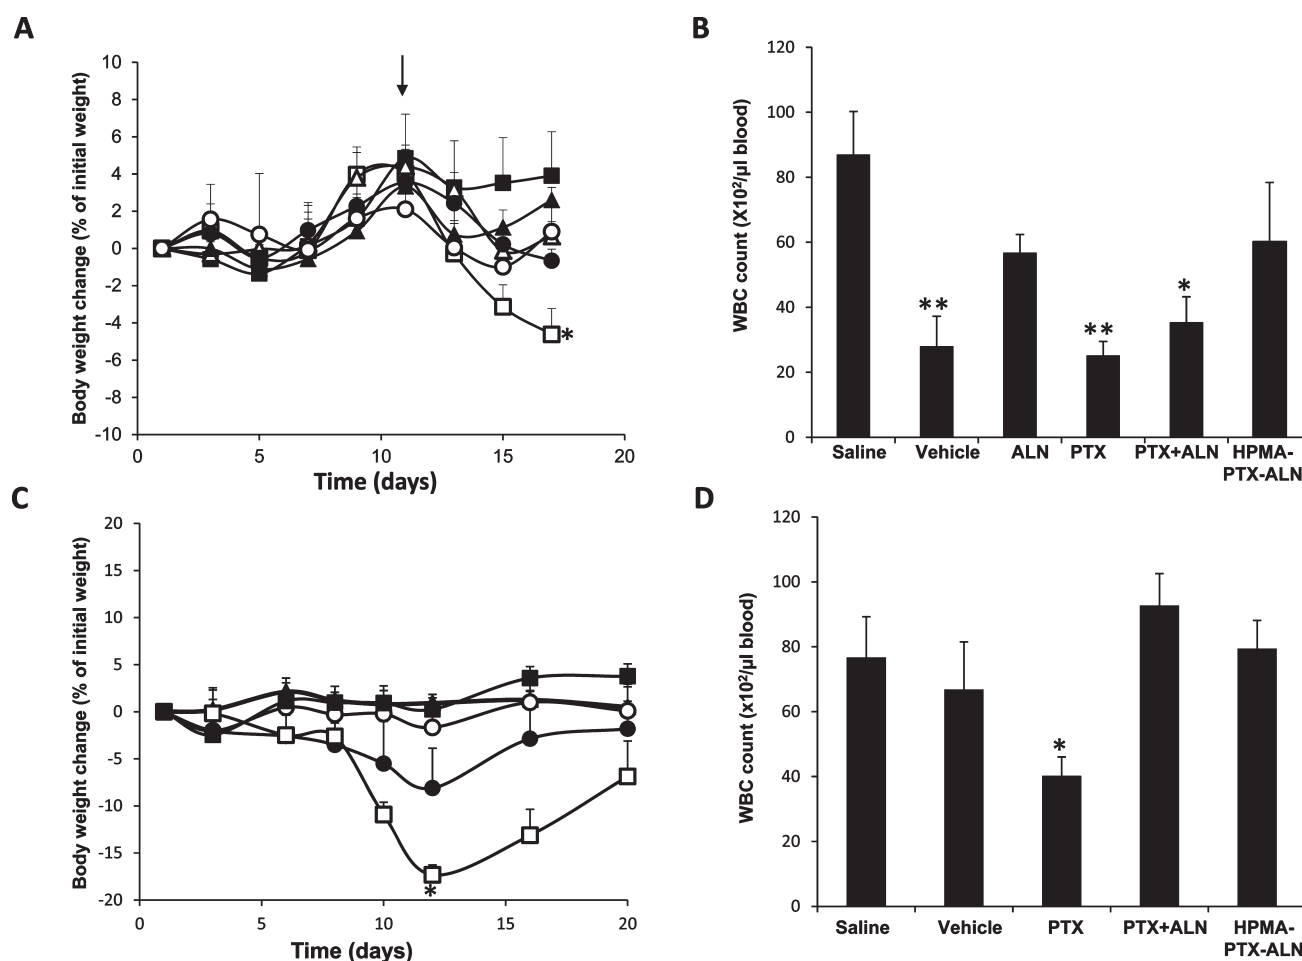 A
Body weight change (% of initial weight)
10
8
6
4
2
0
-2
-4
-6
-8
-10
*
0 5 10 15 20
Time (days)
B
WBC count (X10²/µl blood)
120
100
80
60
40
20
0
** ** *
Saline Vehicle ALN PTX PTX+ALN HPMA-
PTX-ALN
C
Body weight change (% of initial weight)
20
15
10
5
0
-5
-10
-15
-20
*
0 5 10 15 20
Time (days)
D
WBC count (x10²/µl blood)
120
100
80
60
40
20
0
*
Saline Vehicle PTX PTX+ALN HPMA-
PTX-ALN